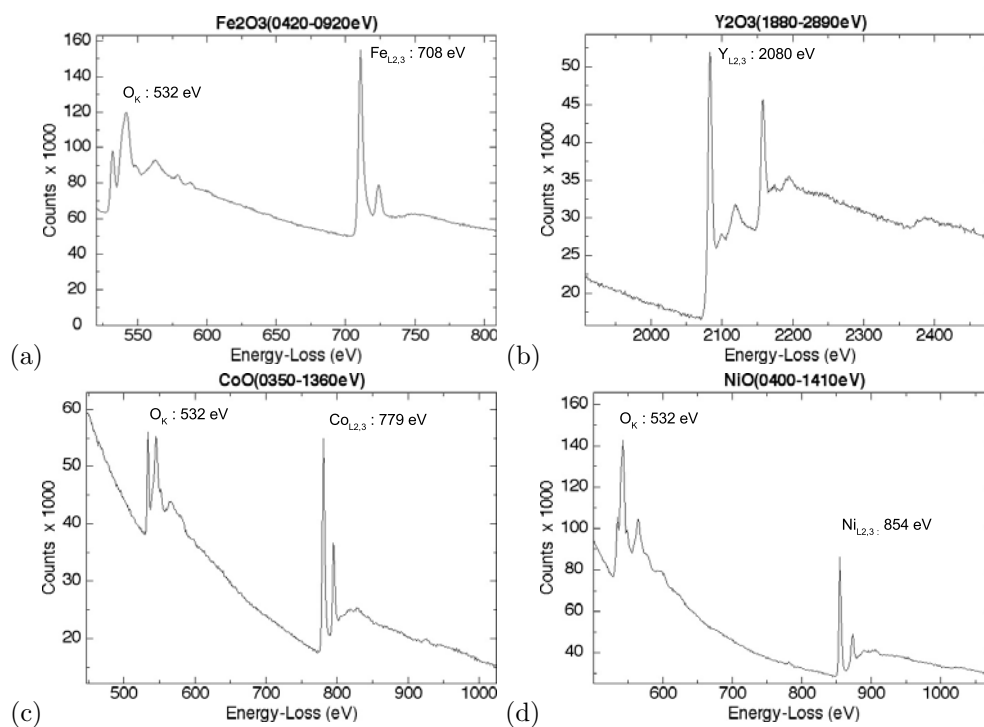 Fe2O3(0420-0920eV)
160
140
120
100
80
60
40
20
0
Counts x 1000
O_K : 532 eV
Fe_L2,3 : 708 eV
550
600
650
700
750
800
Energy-Loss (eV)
(a)
Y2O3(1880-2890eV)
50
45
40
35
30
25
20
Counts x 1000
Y_L2,3 : 2080 eV
2000
2100
2200
2300
2400
Energy-Loss (eV)
(b)
CoO(0350-1360eV)
60
50
40
30
20
Counts x 1000
O_K : 532 eV
Co_L2,3 : 779 eV
500
600
700
800
900
1000
Energy-Loss (eV)
(c)
NiO(0400-1410eV)
160
140
120
100
80
60
40
Counts x 1000
O_K : 532 eV
Ni_L2,3 : 854 eV
600
700
800
900
1000
Energy-Loss (eV)
(d)